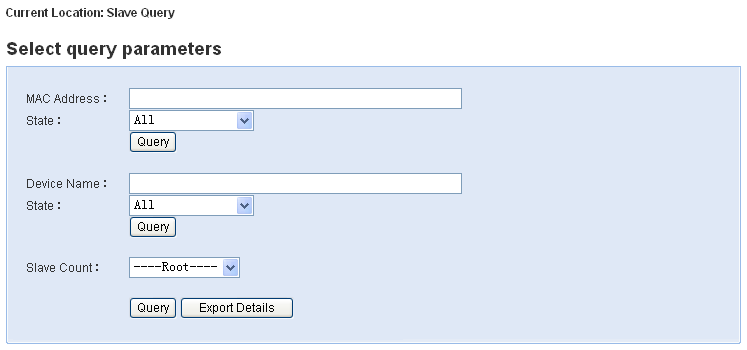 Current Location: Slave Query
Select query parameters
MAC Address :
State : All
Query
Device Name :
State : All
Query
Slave Count : ----Root----
Query Export Details